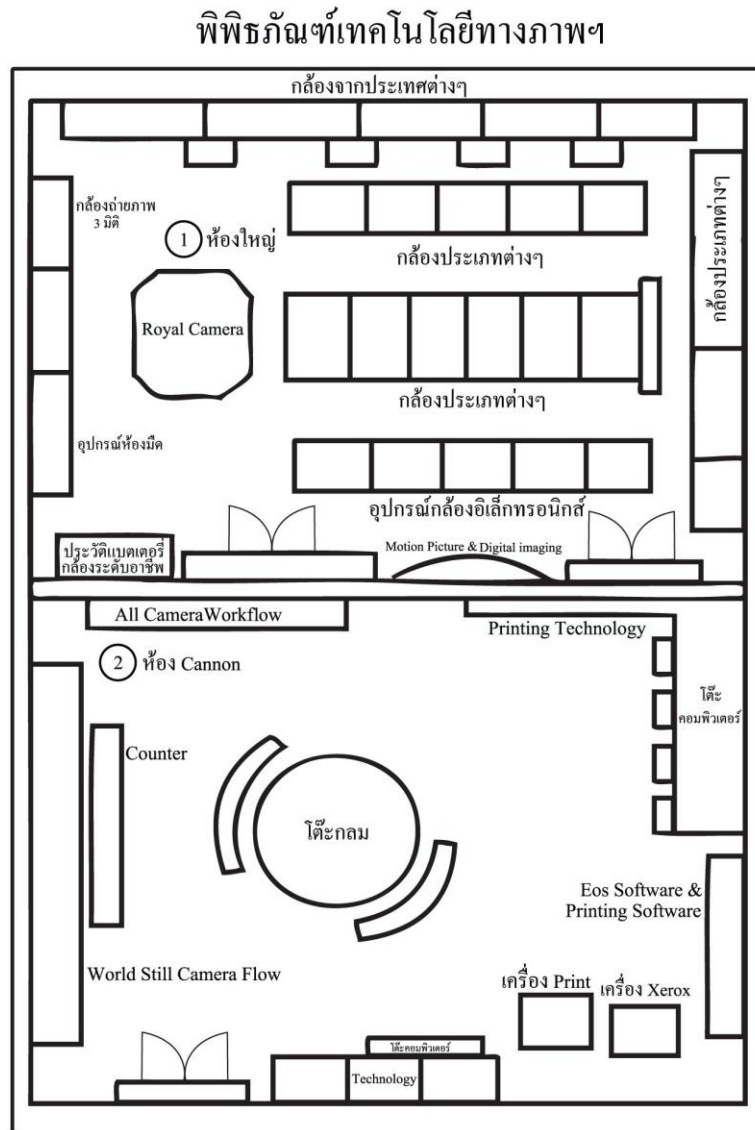 พิพิธภัณฑ์เทคโนโลยีทางภาพฯ
กล้องจากประเทศต่างๆ
กล้องถ่ายภาพ
3 มิติ
1 ห้องใหญ่
กล้องประเภทต่างๆ
กล้องประเภทต่างๆ
Royal Camera
กล้องประเภทต่างๆ
อุปกรณ์ห้องมืด
อุปกรณ์กล้องอิเล็กทรอนิกส์
ประวัติแบตเตอรี่
กล้องระดับอาชีพ
Motion Picture & Digital imaging
All CameraWorkflow
Printing Technology
2 ห้อง Cannon
โต๊ะ
คอมพิวเตอร์
Counter
โต๊ะกลม
Eos Software &
Printing Software
World Still Camera Flow
เครื่อง Print
เครื่อง Xerox
โต๊ะคอมพิวเตอร์
Technology